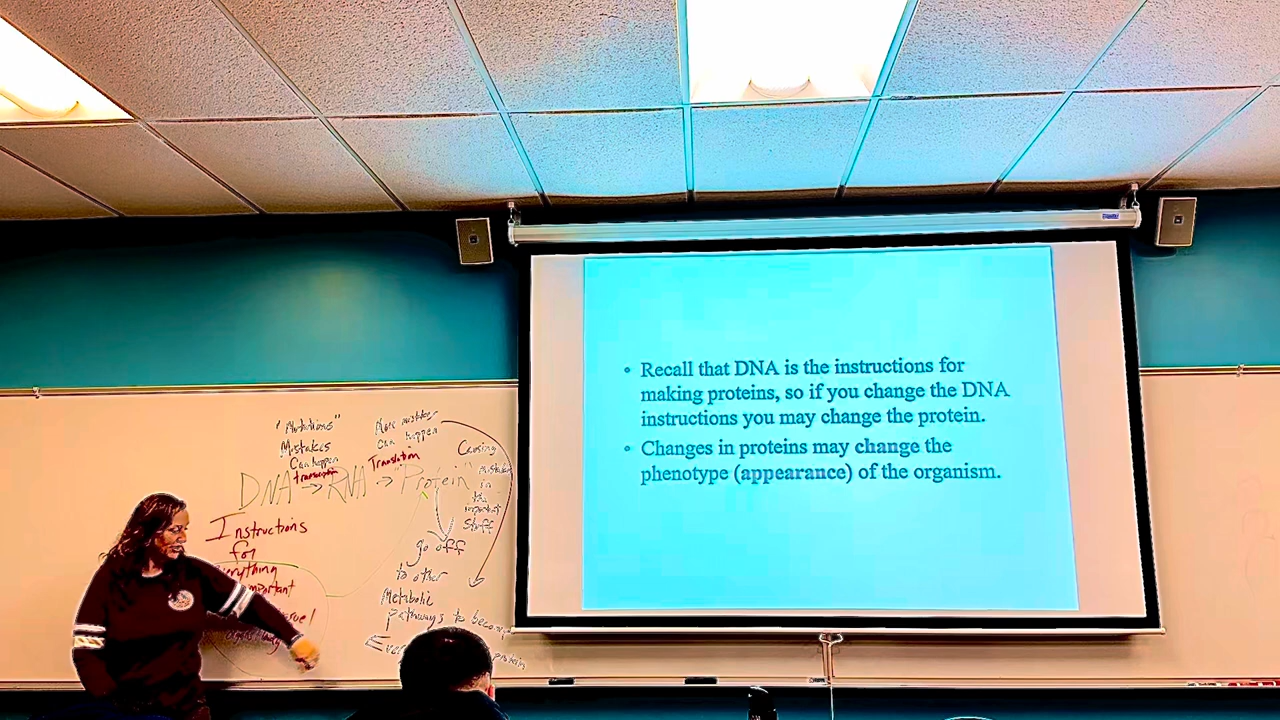 "Mutations"
Mistakes
Can happen
transcription
More mistakes
Can happen
Translation
Causing
mistakes
in
the
important
Stuff
DNA → RNA → "Protein"
Instructions
for
important
go off
to other
Metabolic
pathways to become
protein
• Recall that DNA is the instructions for
making proteins, so if you change the DNA
instructions you may change the protein.
• Changes in proteins may change the
phenotype (appearance) of the organism.